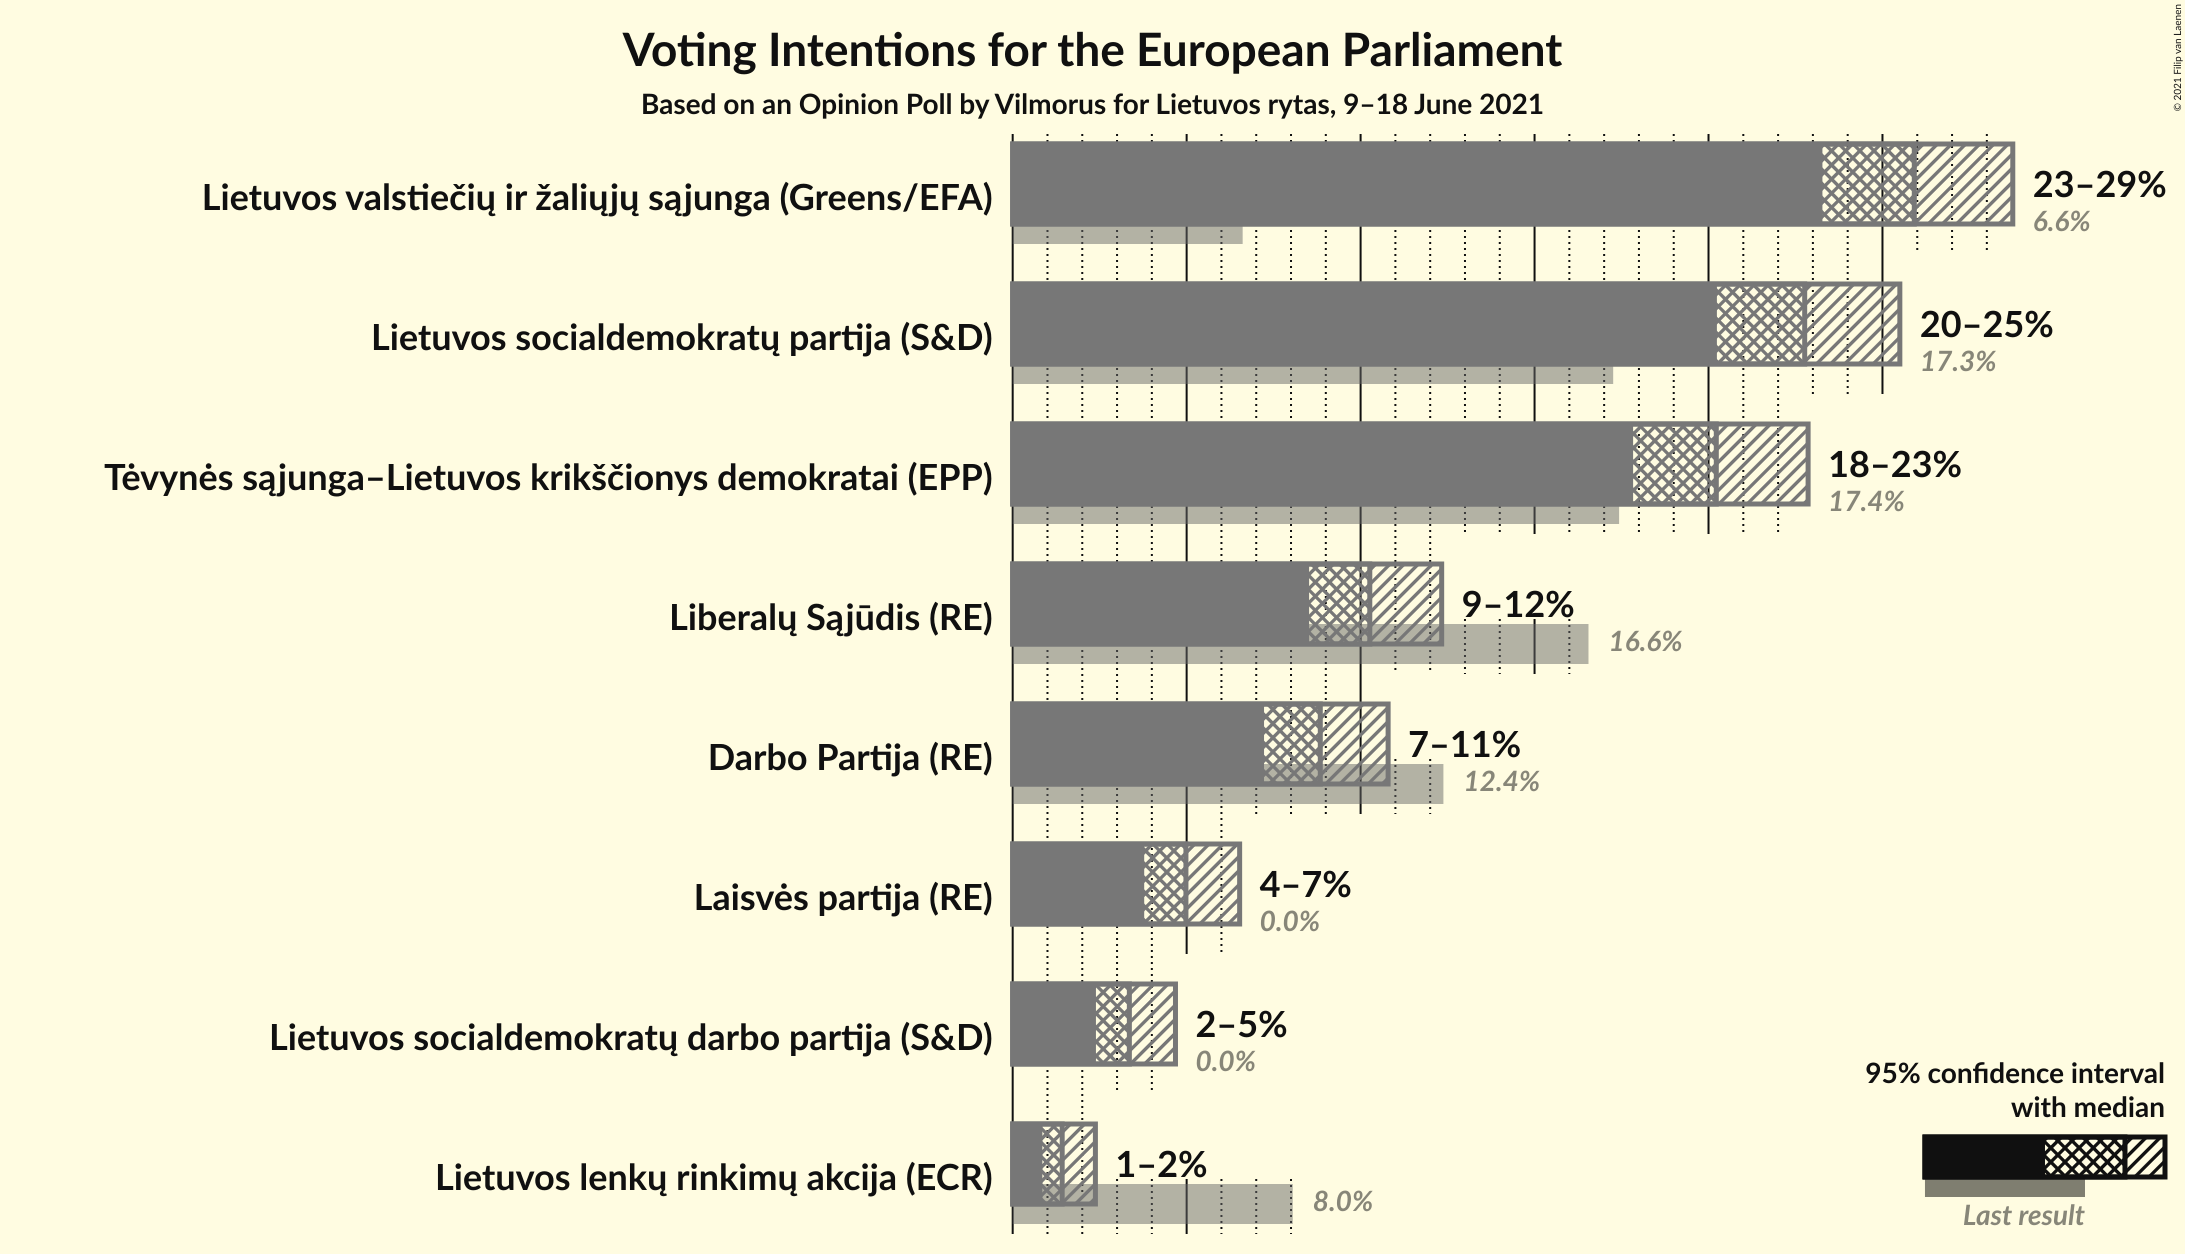 Voting Intentions for the European Parliament
Based on an Opinion Poll by Vilmorus for Lietuvos rytas, 9–18 June 2021
© 2021 Filip van Laenen
Lietuvos valstiečių ir žaliųjų sąjunga (Greens/EFA)
23–29%
6.6%
Lietuvos socialdemokratų partija (S&D)
20–25%
17.3%
Tėvynės sąjunga–Lietuvos krikščionys demokratai (EPP)
18–23%
17.4%
Liberalų Sąjūdis (RE)
9–12%
16.6%
Darbo Partija (RE)
7–11%
12.4%
Laisvės partija (RE)
4–7%
0.0%
Lietuvos socialdemokratų darbo partija (S&D)
2–5%
0.0%
Lietuvos lenkų rinkimų akcija (ECR)
1–2%
8.0%
95% confidence interval
with median
Last result